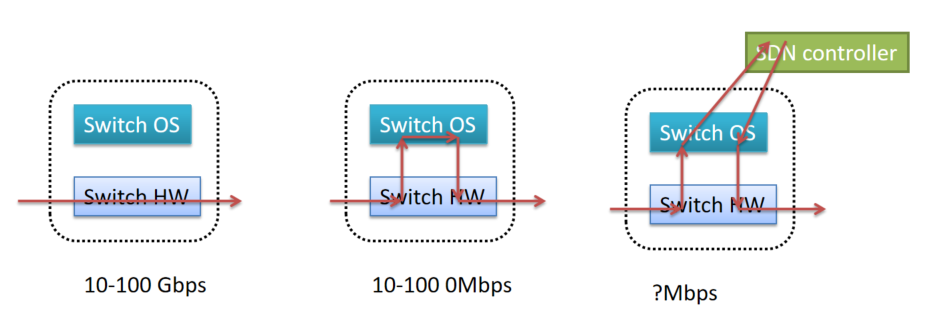 SDN controller
Switch OS
Switch OS
Switch OS
Switch HW
Switch HW
Switch HW
10-100 Gbps
10-100 0Mbps
?Mbps